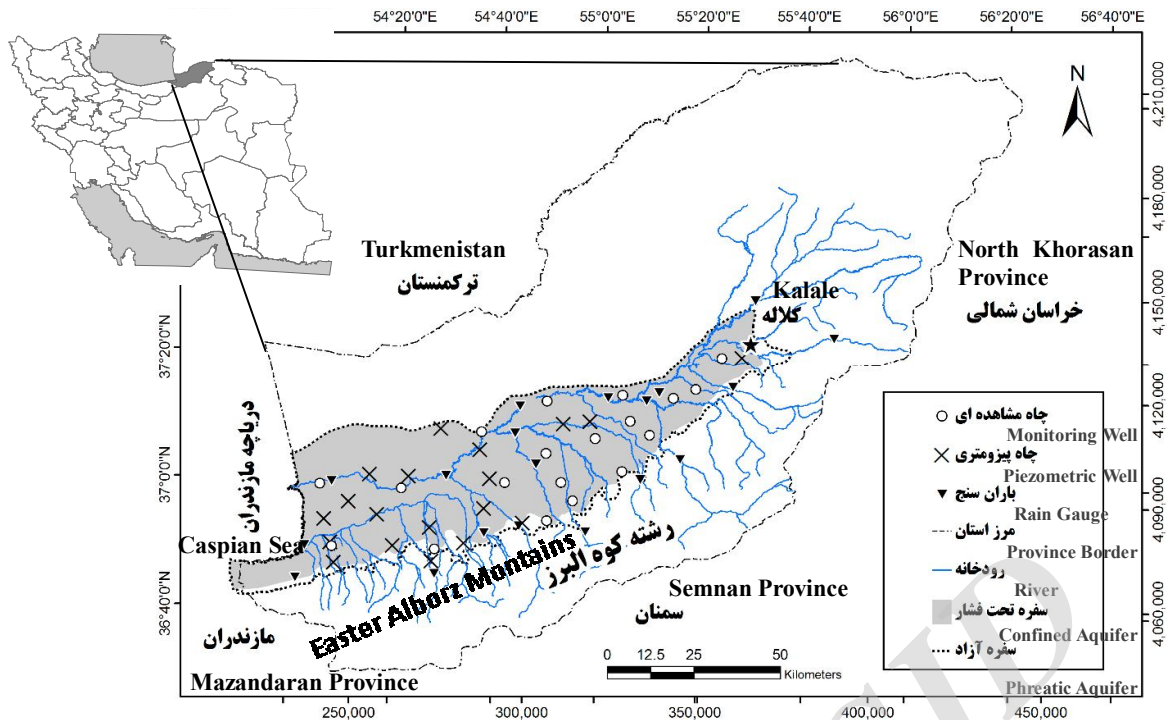 54°20'0"E 54°40'0"E 55°0'0"E 55°20'0"E 55°40'0"E 56°0'0"E 56°20'0"E 56°40'0"E
N
4,210,000
4,180,000
4,150,000
4,120,000
4,090,000
4,060,000
37°20'0"N
37°0'0"N
36°40'0"N
Turkmenistan
ترکمنستان
North Khorasan
Province
خراسان شمالی
Kalale
کلاله
دریاچه مازندران
Caspian Sea
رشته کوه البرز
Easter Alborz Montains
Semnan Province
سمنان
مازندران
Mazandaran Province
0 12.5 25 50
Kilometers
چاه مشاهده ای
Monitoring Well
چاه پیزومتری
Piezometric Well
باران سنج
Rain Gauge
مرز استان
Province Border
رودخانه
River
سفره تحت فشار
Confined Aquifer
سفره آزاد
Phreatic Aquifer
250,000 300,000 350,000 400,000 450,000